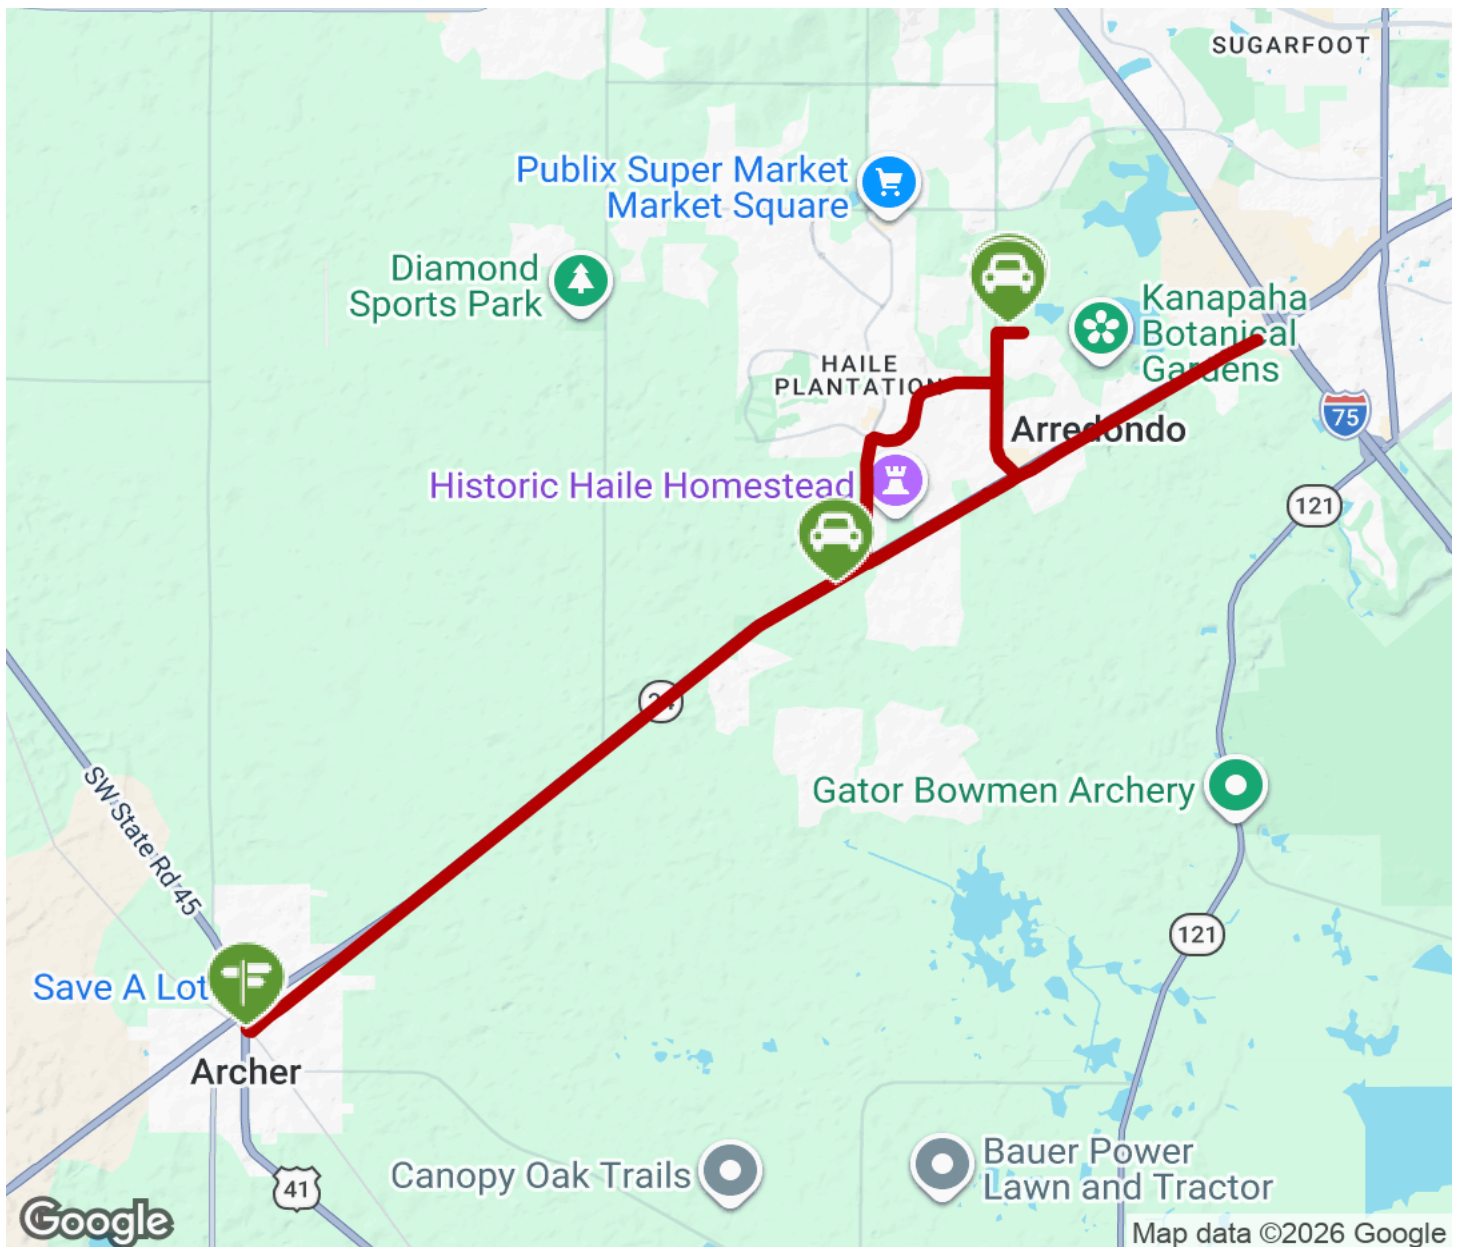 SUGARFOOT
Publix Super Market
Market Square
Diamond
Sports Park
Kanapaha
Botanical
Gardens
HAILE
PLANTATION
75
Arredondo
Historic Haile Homestead
121
24
Gator Bowmen Archery
SW State Rd 45
121
Save A Lot
Archer
Canopy Oak Trails
Bauer Power
Lawn and Tractor
41
Google
Map data ©2026 Google